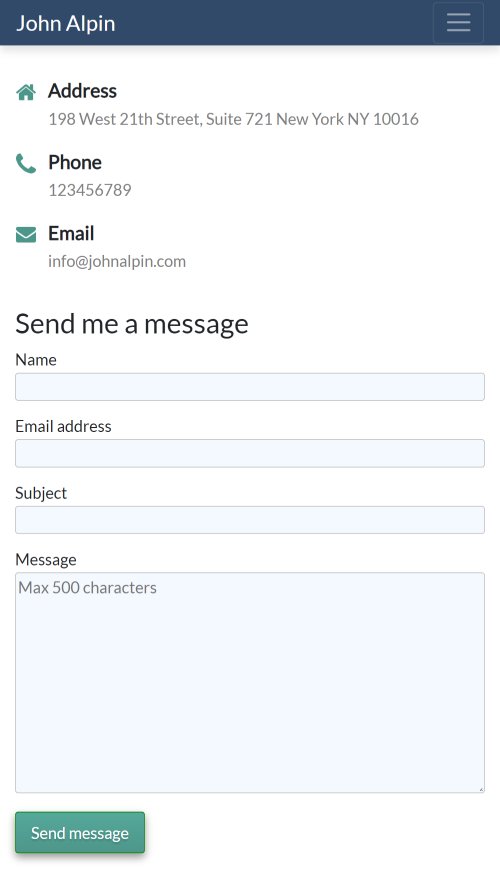 John Alpin
Address
198 West 21th Street, Suite 721 New York NY 10016
Phone
123456789
Email
info@johnalpin.com
Send me a message
Name
Email address
Subject
Message
Max 500 characters
Send message